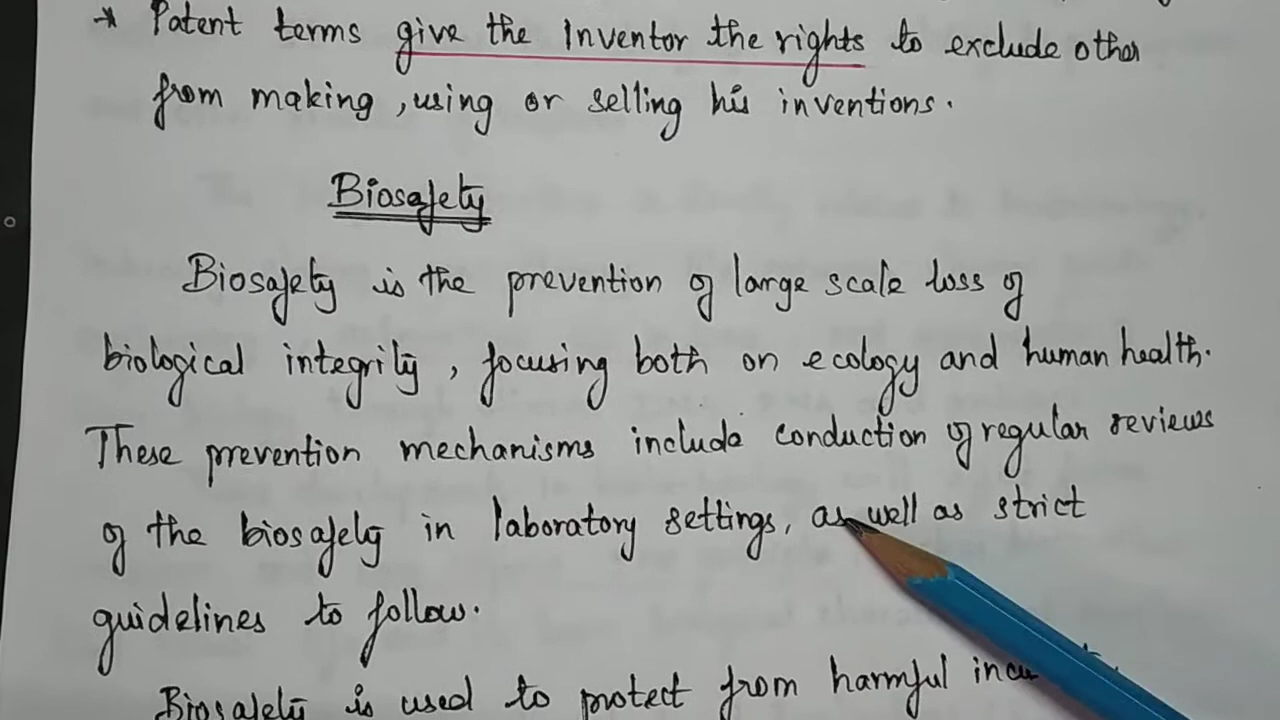 * Patent terms give the inventor the rights to exclude other
from making, using or selling his inventions.
Biosafety
Biosafety is the prevention of large scale loss of
biological integrity, focusing both on ecology and human health.
These prevention mechanisms include conduction of regular reviews
of the biosafety in laboratory settings, as well as strict
guidelines to follow.
Biosafety is used to protect from harmful